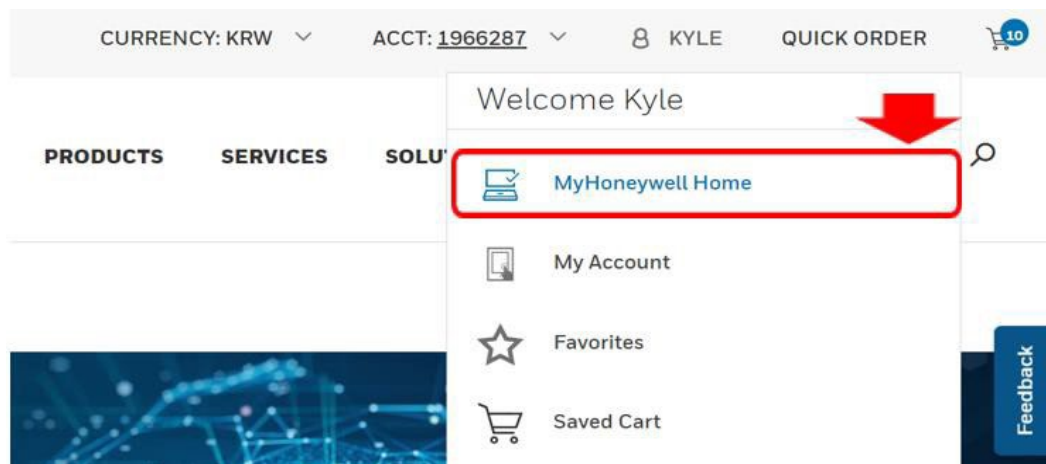 CURRENCY: KRW ACCT: 1966287 KYLE QUICK ORDER 10
Welcome Kyle
PRODUCTS SERVICES SOLU
MyHoneywell Home
My Account
Favorites
Saved Cart
Feedback